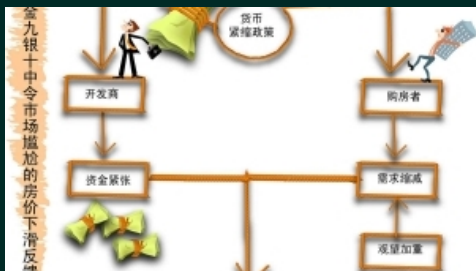 金九银十中令市场尴尬的房价下滑反馈
货币
紧缩政策
开发商
购房者
资金紧张
需求缩减
观望加重